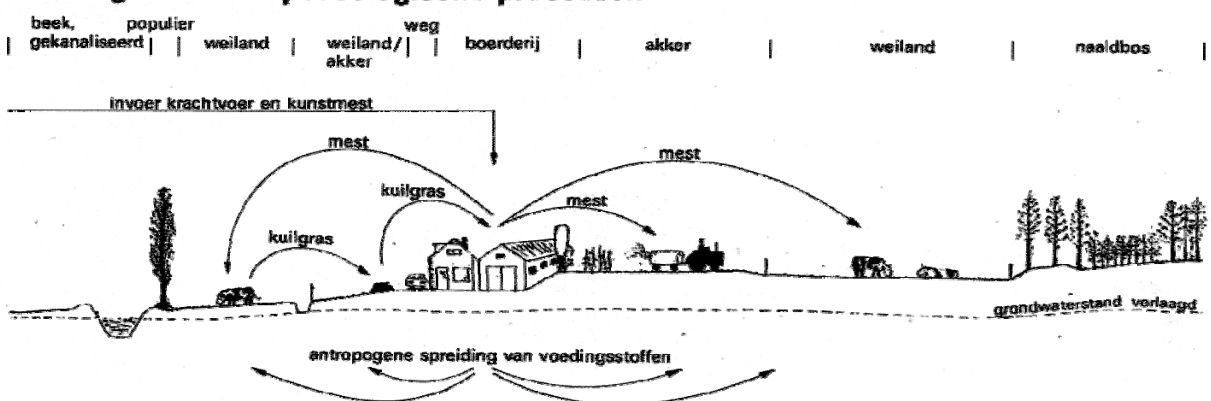 beek, populier weg
gekanaliseerd weiland weiland/ boerderij akker weiland naaldbos
akker
invoer krachtvoer en kunstmest
mest
mest
kuilgras
mest
kuilgras
grondwaterstand verlaagd
antropogene spreiding van voedingsstoffen